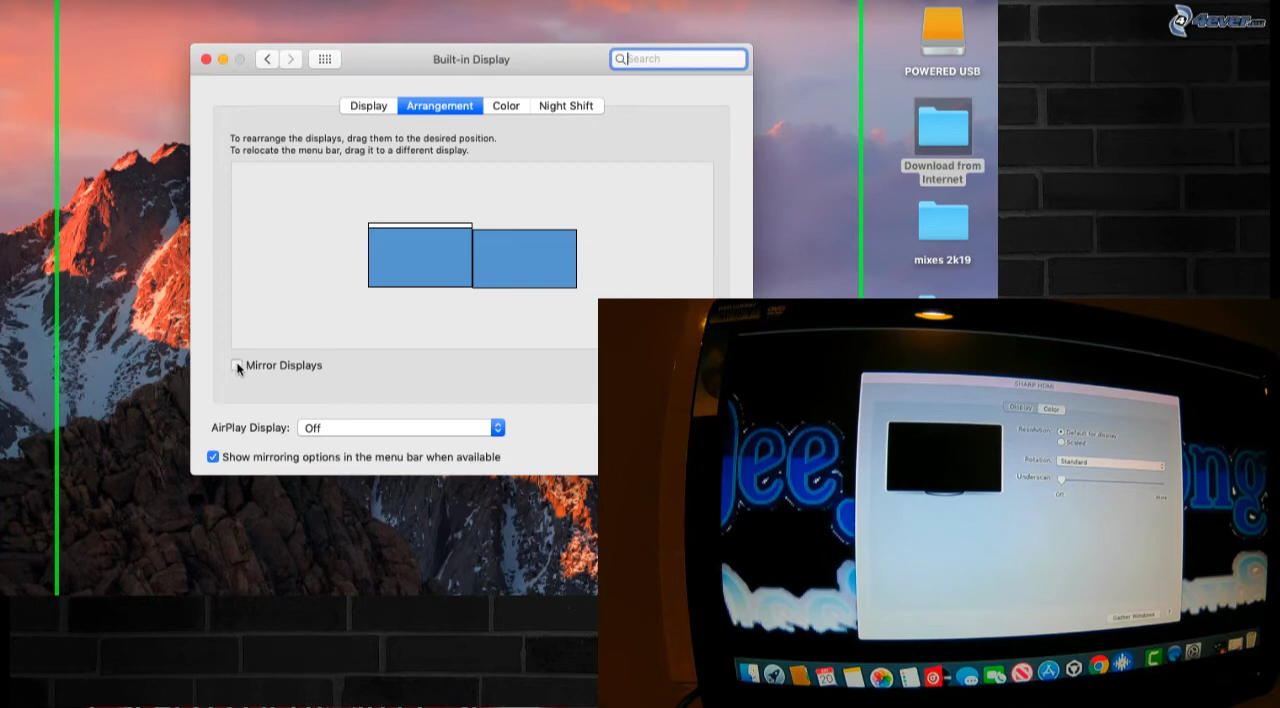 4ever
Built-in Display
Search
POWERED USB
Display
Arrangement
Color
Night Shift
To rearrange the displays, drag them to the desired position.
To relocate the menu bar, drag it to a different display.
Download from
Internet
mixes 2k19
Mirror Displays
AirPlay Display:
Off
Show mirroring options in the menu bar when available
SHARP HDMI
Display
Color
Resolution:
Default for display
Scaled
Rotation:
Standard
Underscan:
Off
More
Gather Windows
?
20